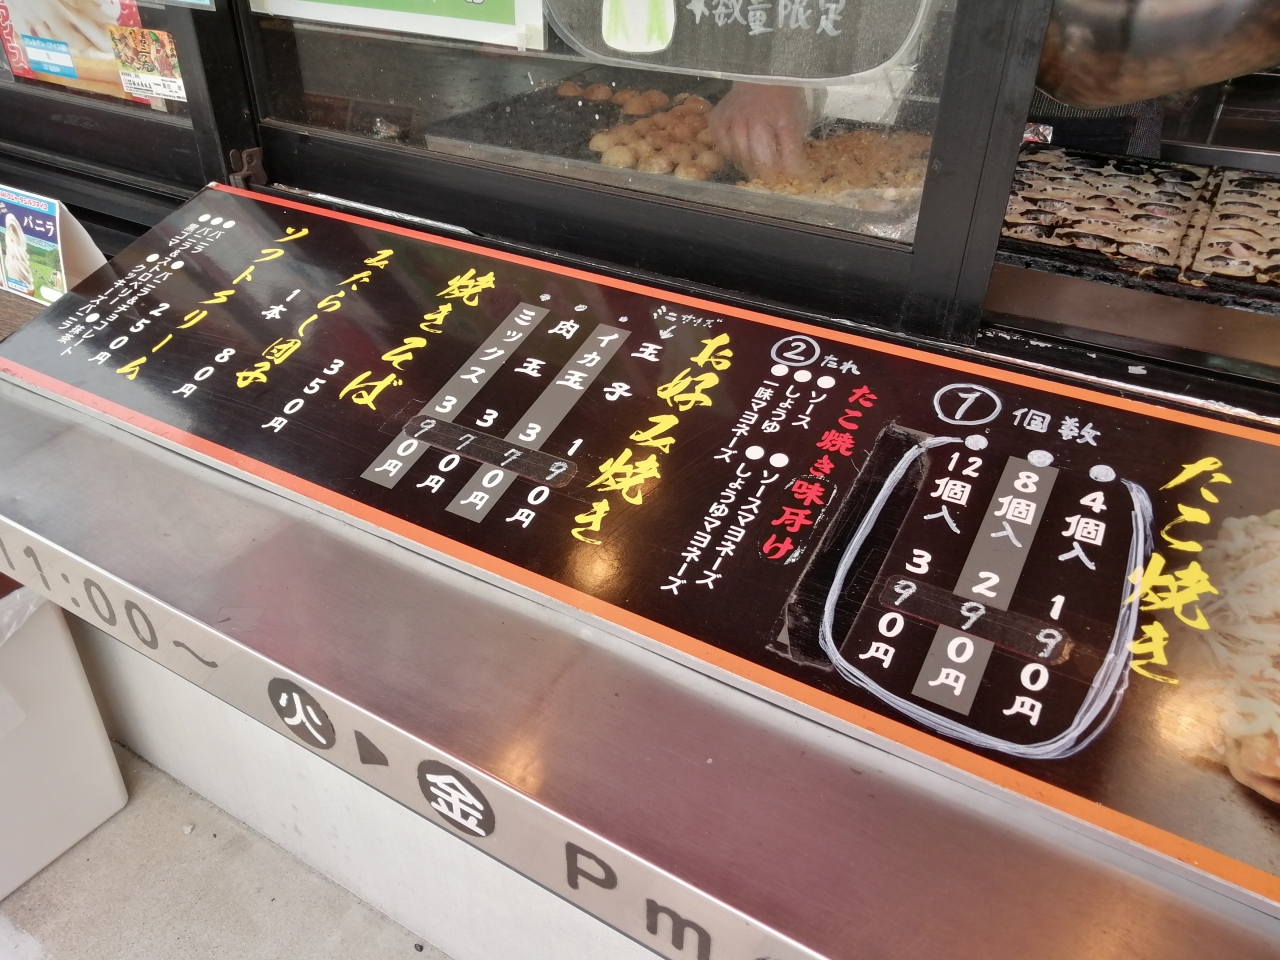 *数量限定
バニラ
たこ焼き
① 個数
●4個入 190円
●8個入 290円
●12個入 390円
② たれ
たこ焼き味付け
●ソース ●ソースマヨネーズ
●しょうゆ ●しょうゆマヨネーズ
●一味マヨネーズ
お好み焼き
ミニサイズ
玉子 190円
イカ玉 370円
肉玉 370円
ミックス 390円
焼きそば
350円
みたらし団子
1本 80円
ソフトクリーム
250円
●バニラ
11:00〜
火▶金 Pm